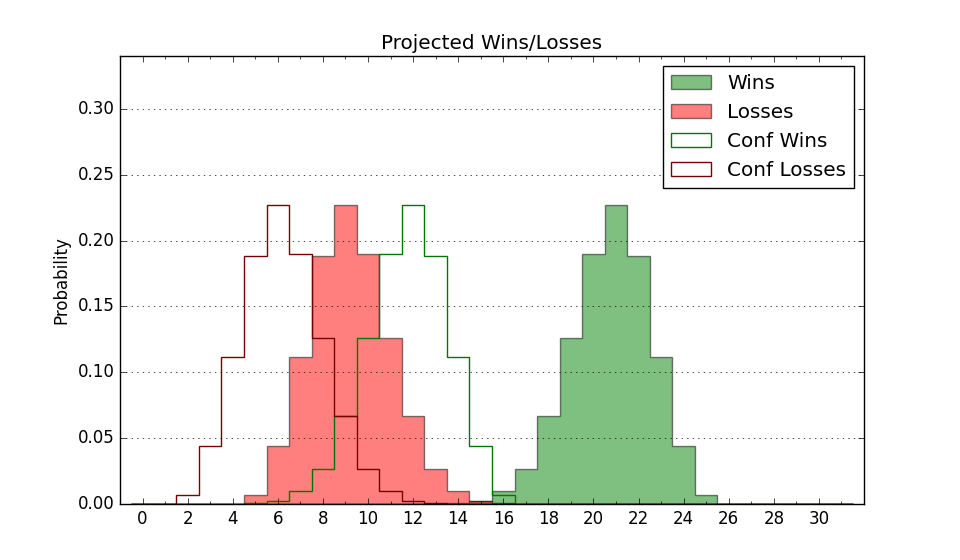 Projected Wins/Losses
Wins
Losses
Conf Wins
Conf Losses
Probability
0.30
0.25
0.20
0.15
0.10
0.05
0.00
0 2 4 6 8 10 12 14 16 18 20 22 24 26 28 30